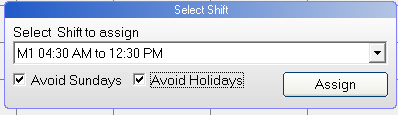 Select Shift
Select Shift to assign
M1 04:30 AM to 12:30 PM
Avoid Sundays Avoid Holidays Assign